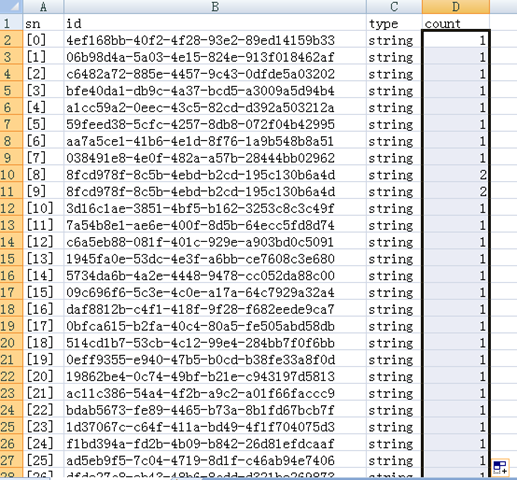 A B C D
1 sn id type count
2 [0] 4ef168bb-40f2-4f28-93e2-89ed14159b33 string 1
3 [1] 06b98d4a-5a03-4e15-824e-913f018462af string 1
4 [2] c6482a72-885e-4457-9c43-0dfde5a03202 string 1
5 [3] bfe40da1-db9c-4a37-bcd5-a3009a5d94b4 string 1
6 [4] a1cc59a2-0eec-43c5-82cd-d392a503212a string 1
7 [5] 59feed38-5cfc-4257-8db8-072f04b42995 string 1
8 [6] aa7a5ce1-41b6-4e1d-8f76-1a9b548b8a51 string 1
9 [7] 038491e8-4e0f-482a-a57b-28444bb02962 string 1
10 [8] 8fcd978f-8c5b-4ebd-b2cd-195c130b6a4d string 2
11 [9] 8fcd978f-8c5b-4ebd-b2cd-195c130b6a4d string 2
12 [10] 3d16c1ae-3851-4bf5-b162-3253c8c3c49f string 1
13 [11] 7a54b8e1-ae6e-400f-8d5b-64ecc5fd8d74 string 1
14 [12] c6a5eb88-081f-401c-929e-a903bd0c5091 string 1
15 [13] 1945fa0e-53dc-4e3f-a6bb-ce7608c3e680 string 1
16 [14] 5734da6b-4a2e-4448-9478-cc052da88c00 string 1
17 [15] 09c696f6-5c3e-4c0e-a17a-64c7929a32a4 string 1
18 [16] daf8812b-c4f1-418f-9f28-f682eede9ca7 string 1
19 [17] 0bfca615-b2fa-40c4-80a5-fe505abd58db string 1
20 [18] 514cd1b7-53cb-4c12-99e4-284bb7f0f6bb string 1
21 [19] 0eff9355-e940-47b5-b0cd-b38fe33a8f0d string 1
22 [20] 19862be4-0c74-49bf-b21e-c943197d5813 string 1
23 [21] ac11c386-54a4-4f2b-a9c2-a01f66faccc9 string 1
24 [22] bdab5673-fe89-4465-b73a-8b1fd67bcb7f string 1
25 [23] 1d37067c-c64f-411a-bd49-4f1f704075d3 string 1
26 [24] f1bd394a-fd2b-4b09-b842-26d81efdcaaf string 1
27 [25] ad5eb9f5-7c04-4719-8d1f-c46ab94e7406 string 1
28 [26] string 1